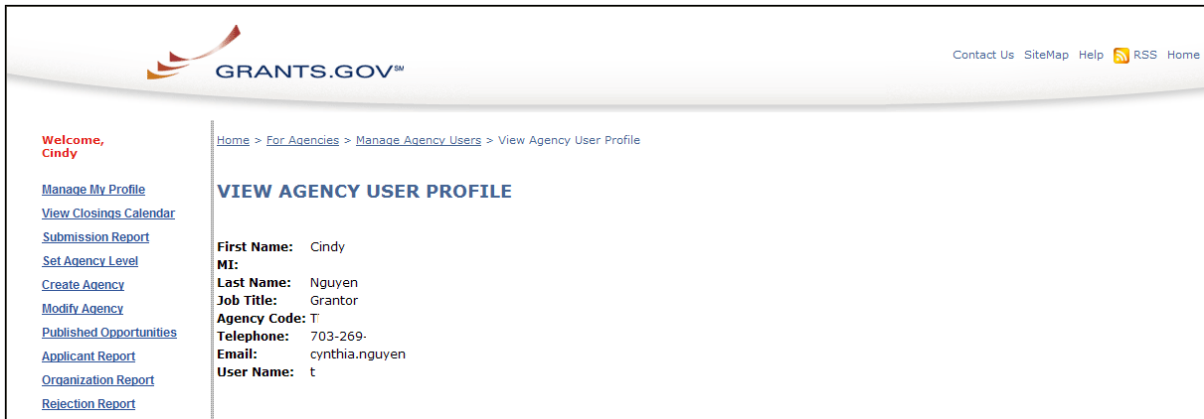 GRANTS.GOV℠
Contact Us SiteMap Help RSS Home
Welcome,
Cindy
Manage My Profile
View Closings Calendar
Submission Report
Set Agency Level
Create Agency
Modify Agency
Published Opportunities
Applicant Report
Organization Report
Rejection Report
Home > For Agencies > Manage Agency Users > View Agency User Profile
VIEW AGENCY USER PROFILE
First Name: Cindy
MI:
Last Name: Nguyen
Job Title: Grantor
Agency Code: T
Telephone: 703-269-
Email: cynthia.nguyen
User Name: t